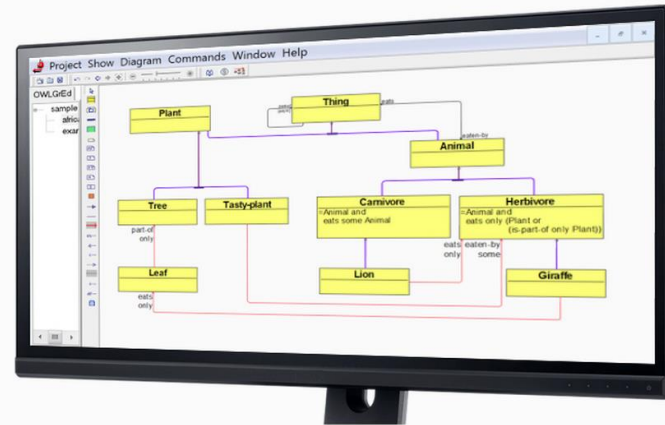 Project Show Diagram Commands Window Help
OWLGrEd
sample
africa
exar
Thing
eats
Plant
eaten-by
Animal
Tree
Tasty-plant
Carnivore
=Animal and
eats some Animal
Herbivore
=Animal and
eats only (Plant or
(is-part of only Plant))
part-of
only
eats
only
eaten-by
some
Leaf
Lion
Giraffe
eats
only